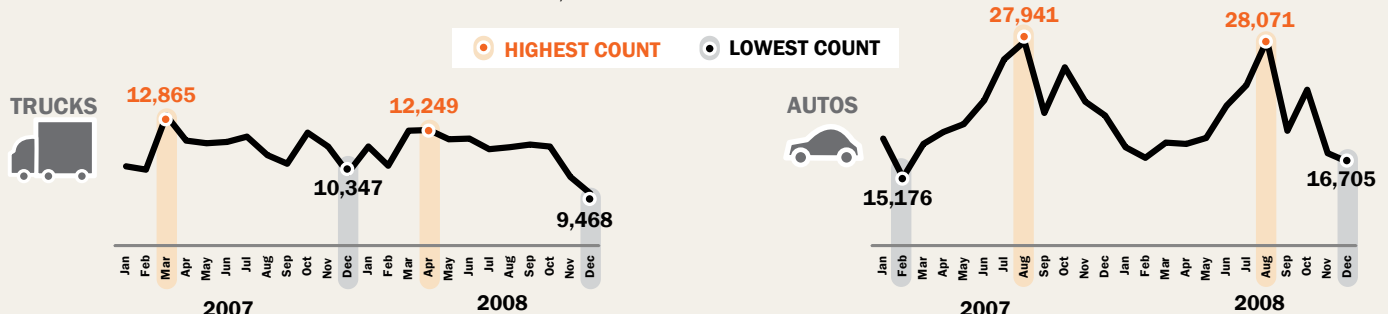 27,941
28,071
HIGHEST COUNT LOWEST COUNT
TRUCKS
12,865
12,249
AUTOS
10,347
9,468
15,176
16,705
Jan Feb Mar Apr May Jun Jul Aug Sep Oct Nov Dec Jan Feb Mar Apr May Jun Jul Aug Sep Oct Nov Dec
2007 2008
Jan Feb Mar Apr May Jun Jul Aug Sep Oct Nov Dec Jan Feb Mar Apr May Jun Jul Aug Sep Oct Nov Dec
2007 2008